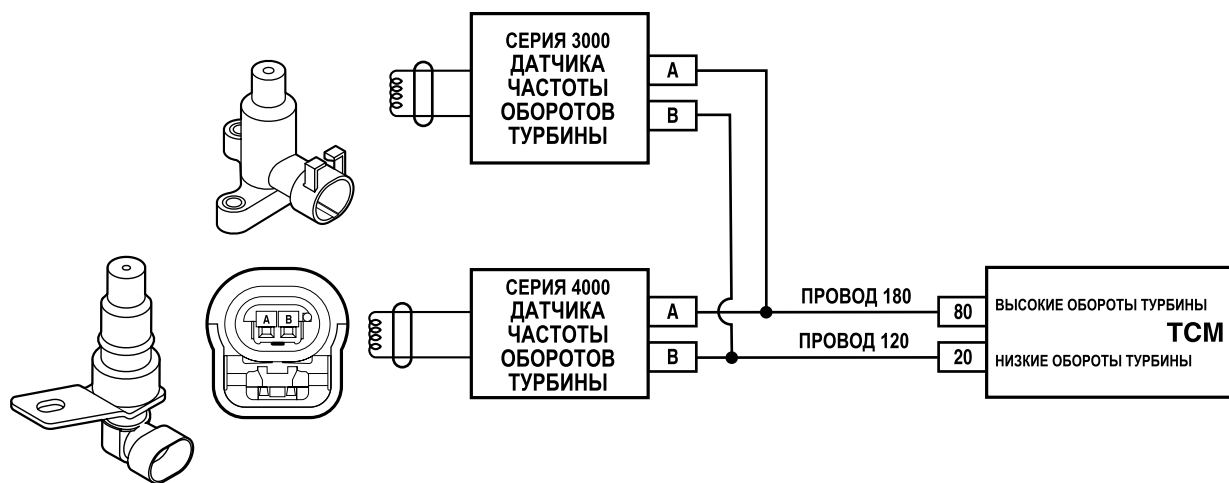 СЕРИЯ 3000
ДАТЧИКА
ЧАСТОТЫ
ОБОРОТОВ
ТУРБИНЫ
A
B
СЕРИЯ 4000
ДАТЧИКА
ЧАСТОТЫ
ОБОРОТОВ
ТУРБИНЫ
A
B
A B
ПРОВОД 180
ПРОВОД 120
80
20
ВЫСОКИЕ ОБОРОТЫ ТУРБИНЫ
TCM
НИЗКИЕ ОБОРОТЫ ТУРБИНЫ